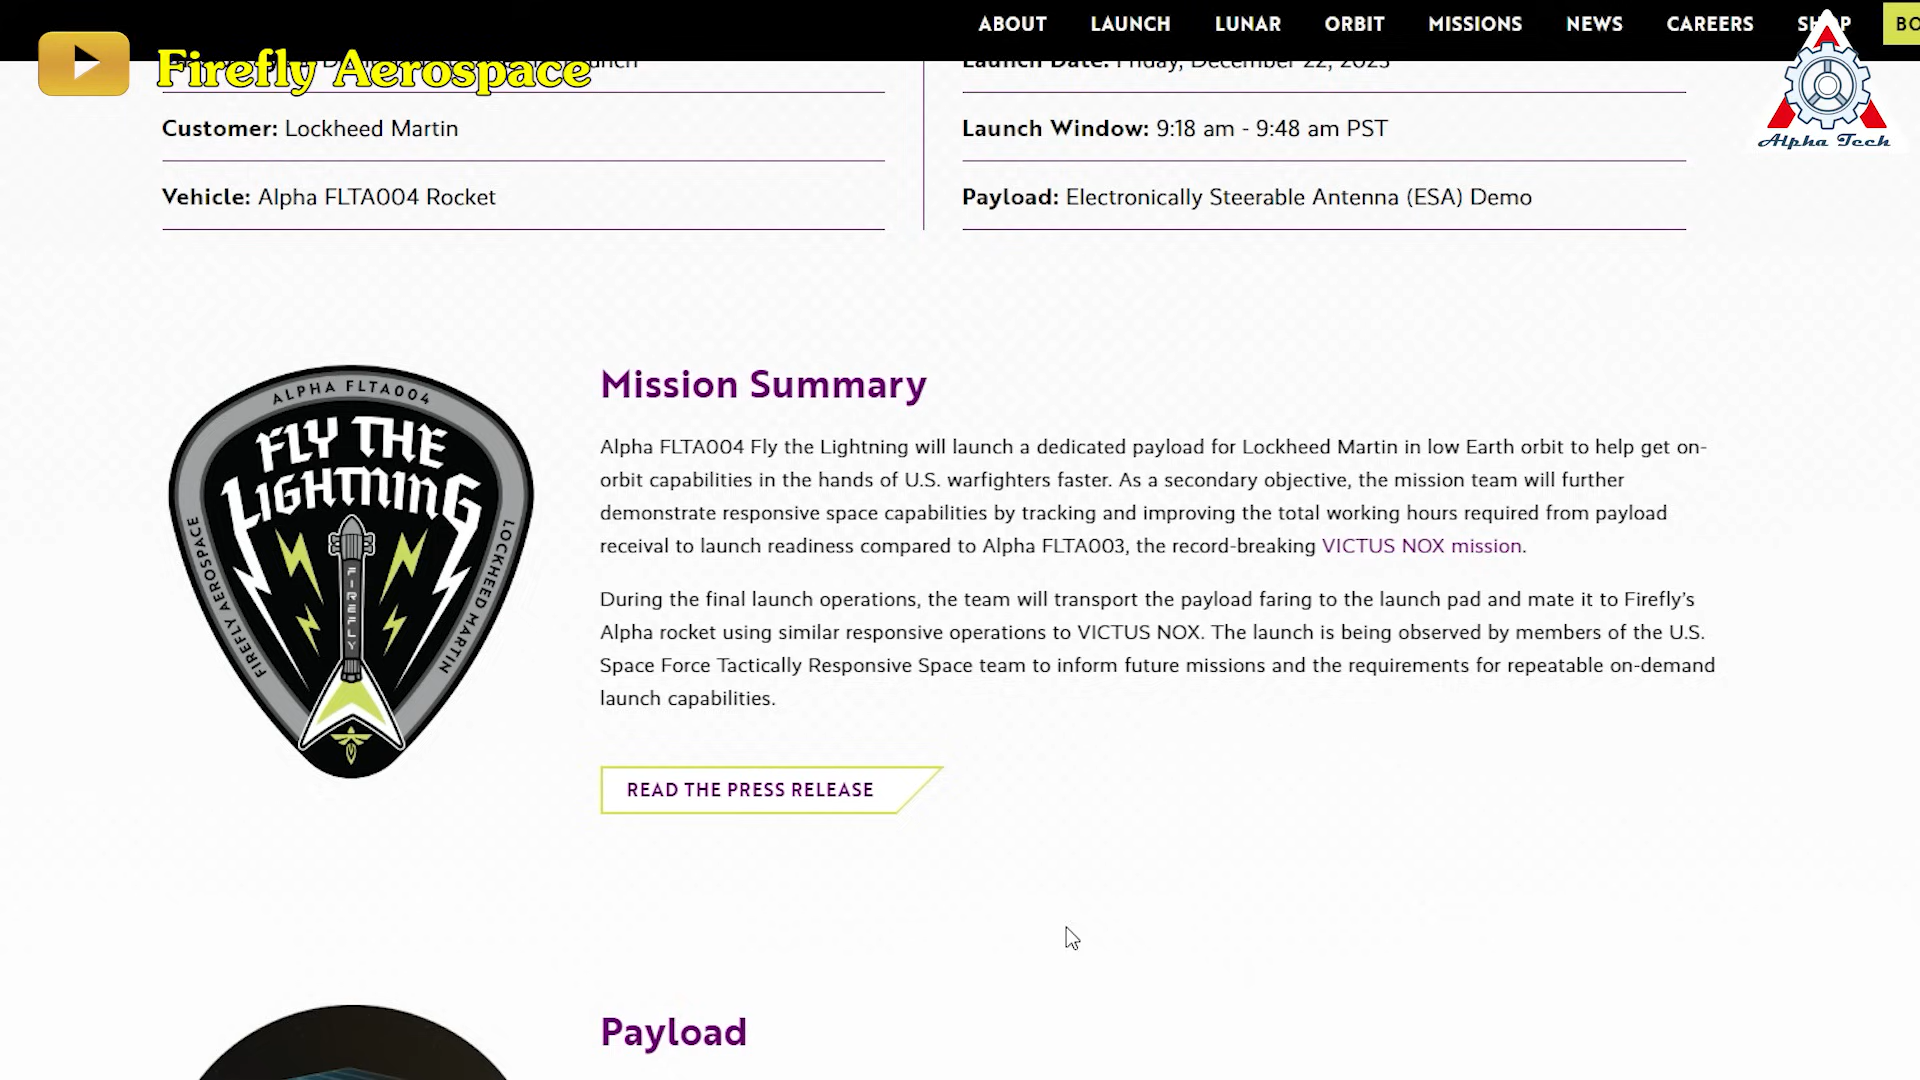 ABOUT LAUNCH LUNAR ORBIT MISSIONS NEWS CAREERS SHOP BO
Firefly Aerospace
Launch Date: Friday, December 22, 2023
Alpha Tech
Customer: Lockheed Martin
Launch Window: 9:18 am - 9:48 am PST
Vehicle: Alpha FLTA004 Rocket
Payload: Electronically Steerable Antenna (ESA) Demo
ALPHA FLTA004
FLY THE
LIGHTNING
FIREFLY AEROSPACE
FIREFLY
LOCKHEED MARTIN
Mission Summary
Alpha FLTA004 Fly the Lightning will launch a dedicated payload for Lockheed Martin in low Earth orbit to help get on-
orbit capabilities in the hands of U.S. warfighters faster. As a secondary objective, the mission team will further
demonstrate responsive space capabilities by tracking and improving the total working hours required from payload
receival to launch readiness compared to Alpha FLTA003, the record-breaking VICTUS NOX mission.
During the final launch operations, the team will transport the payload faring to the launch pad and mate it to Firefly's
Alpha rocket using similar responsive operations to VICTUS NOX. The launch is being observed by members of the U.S.
Space Force Tactically Responsive Space team to inform future missions and the requirements for repeatable on-demand
launch capabilities.
READ THE PRESS RELEASE
Payload